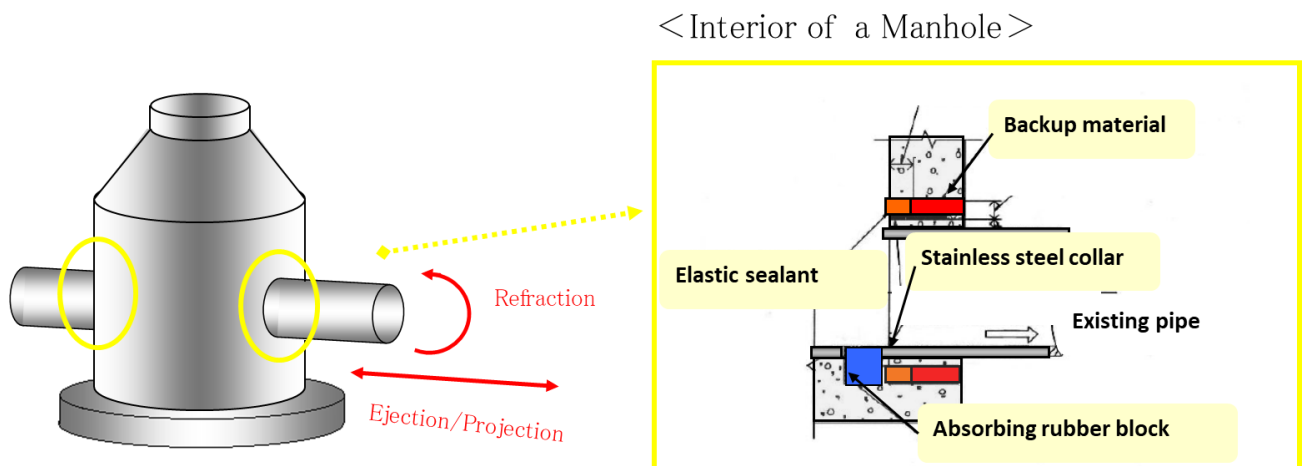 ＜Interior of a Manhole＞
Backup material
Elastic sealant
Stainless steel collar
Refraction
Existing pipe
Ejection/Projection
Absorbing rubber block